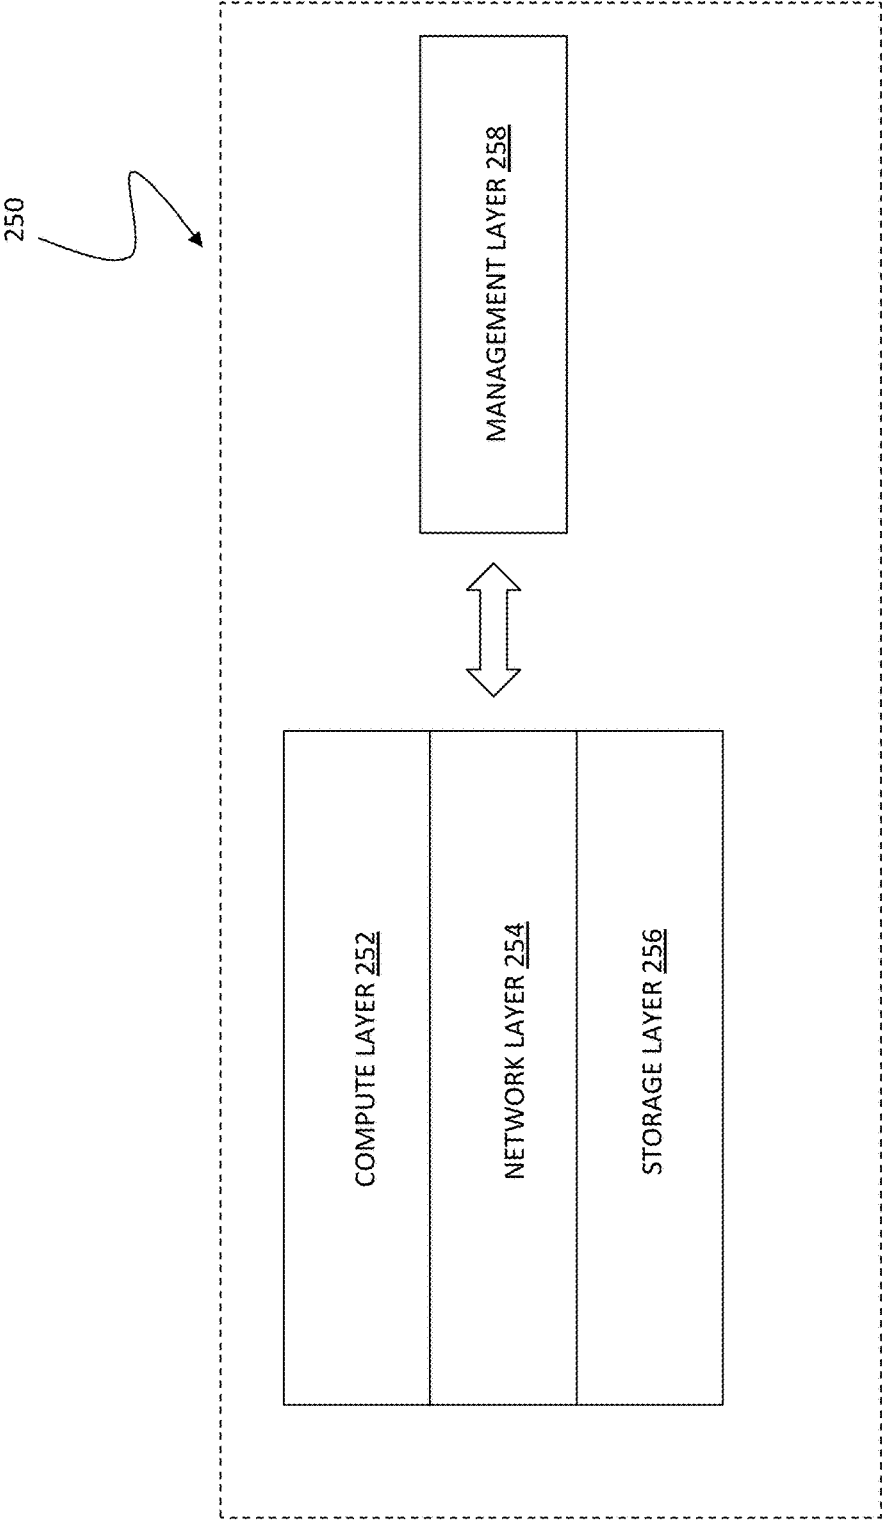 250
COMPUTE LAYER 252
NETWORK LAYER 254
STORAGE LAYER 256
MANAGEMENT LAYER 258